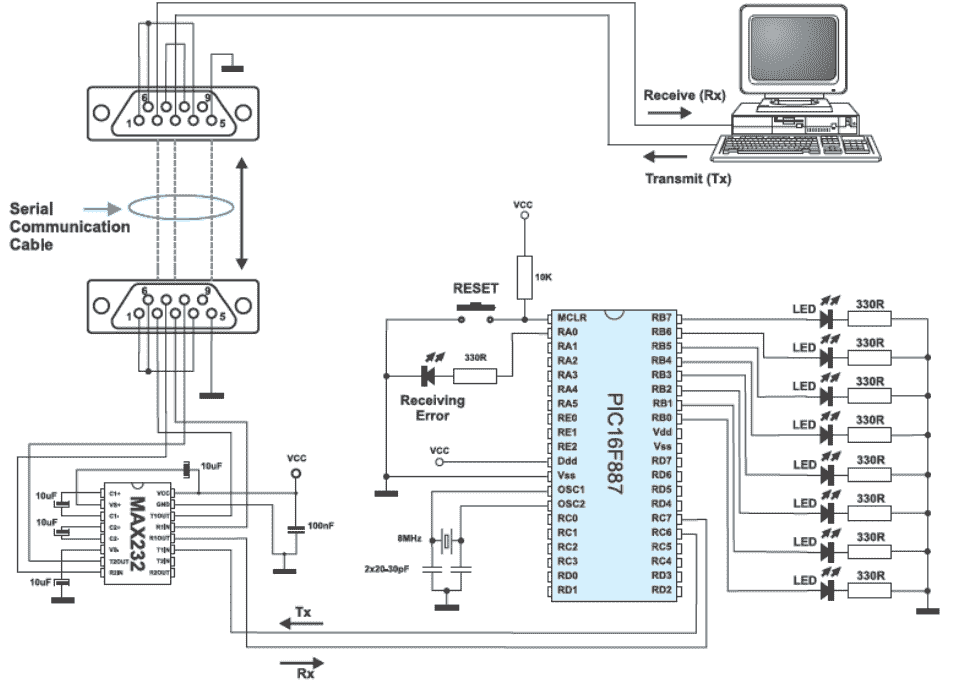 6
9
1
5
Receive (Rx)
Transmit (Tx)
Serial
Communication
Cable
6
9
1
5
VCC
10K
RESET
330R
Receiving
Error
VCC
8MHz
2x20-30pF
MCLR
RA0
RA1
RA2
RA3
RA4
RA5
RE0
RE1
RE2
Ddd
Vss
OSC1
OSC2
RC0
RC1
RC2
RC3
RD0
RD1
PIC16F887
RB7
RB6
RB5
RB4
RB3
RB2
RB1
RB0
Vdd
Vss
RD7
RD6
RD5
RD4
RC7
RC6
RC5
RC4
RD3
RD2
LED 330R
LED 330R
LED 330R
LED 330R
LED 330R
LED 330R
LED 330R
LED 330R
10uF
VCC
10uF
10uF
10uF
100nF
C1+
VS+
C1-
C2+
C2-
VS-
T2OUT
R2IN
MAX232
VCC
GND
T1OUT
R1IN
R1OUT
T1IN
T2IN
R2OUT
Tx
Rx